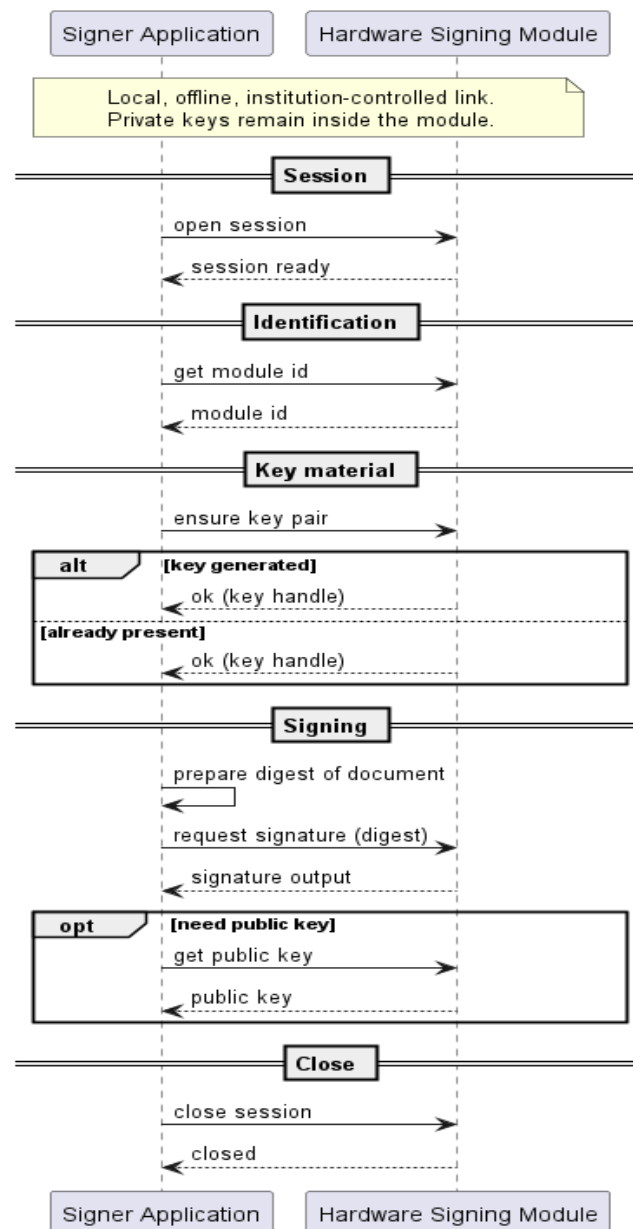 Signer Application
Hardware Signing Module
Local, offline, institution-controlled link.
Private keys remain inside the module.
Session
open session
session ready
Identification
get module id
module id
Key material
ensure key pair
alt
[key generated]
ok (key handle)
[already present]
ok (key handle)
Signing
prepare digest of document
request signature (digest)
signature output
opt
[need public key]
get public key
public key
Close
close session
closed
Signer Application
Hardware Signing Module